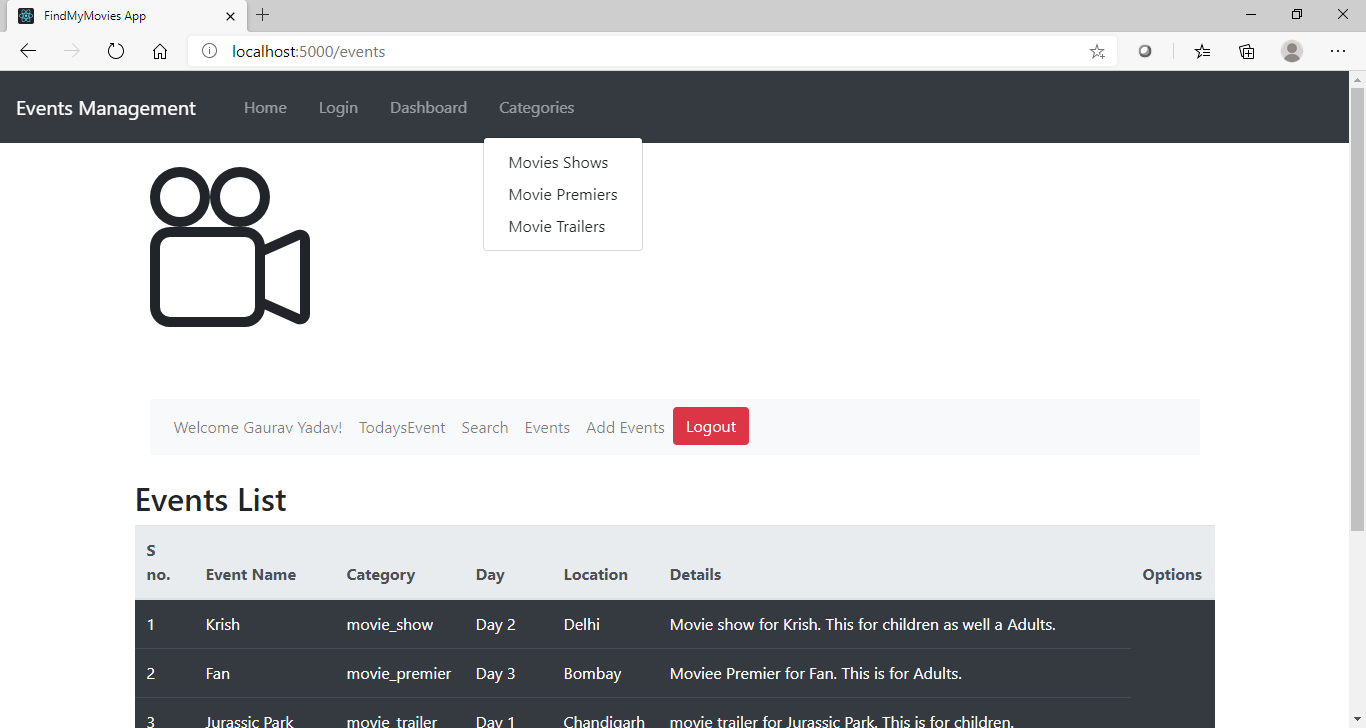 FindMyMovies App
localhost:5000/events
Events Management Home Login Dashboard Categories
Movies Shows
Movie Premiers
Movie Trailers
Welcome Gaurav Yadav! TodaysEvent Search Events Add Events Logout
Events List
S no. Event Name Category Day Location Details Options
1 Krish movie_show Day 2 Delhi Movie show for Krish. This for children as well a Adults.
2 Fan movie_premier Day 3 Bombay Moviee Premier for Fan. This is for Adults.
3 Jurassic Park movie_trailer Day 1 Chandigarh movie trailer for Jurassic Park. This is for children.